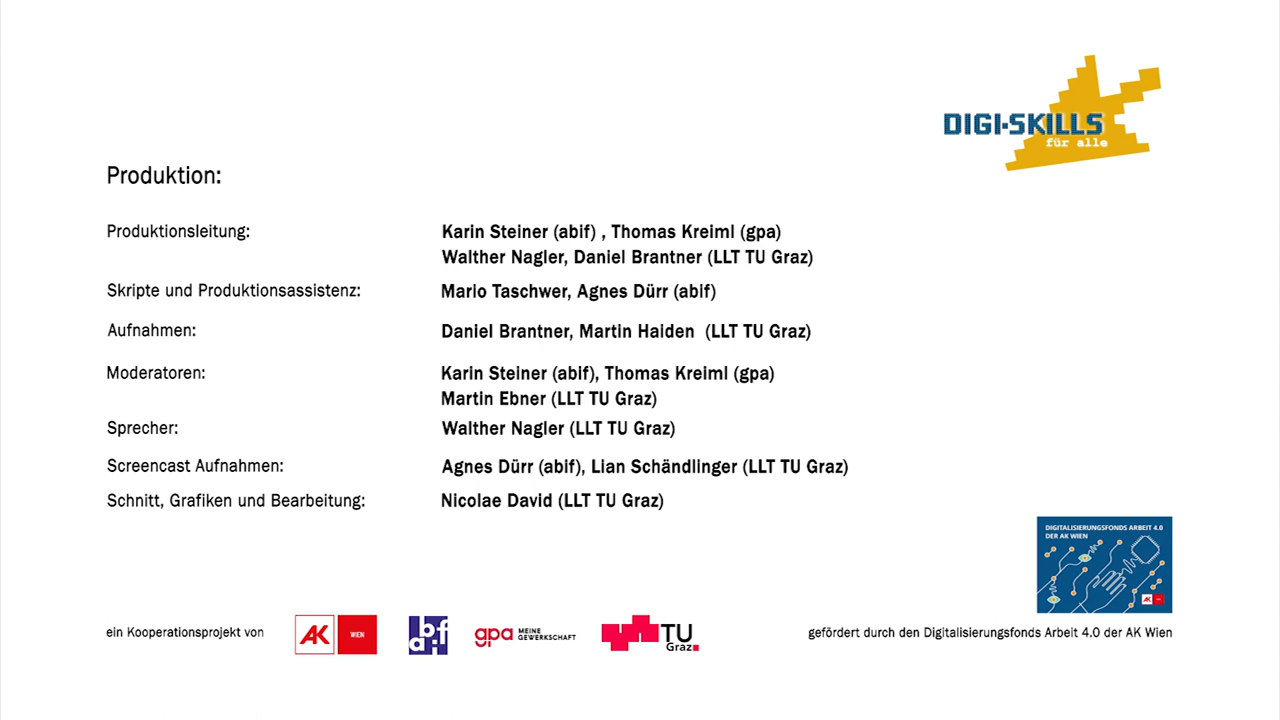 DIGI-SKILLS
für alle
Produktion:
Produktionsleitung: Karin Steiner (abif) , Thomas Kreiml (gpa)
Walther Nagler, Daniel Brantner (LLT TU Graz)
Skripte und Produktionsassistenz: Mario Taschwer, Agnes Dürr (abif)
Aufnahmen: Daniel Brantner, Martin Haiden (LLT TU Graz)
Moderatoren: Karin Steiner (abif), Thomas Kreiml (gpa)
Martin Ebner (LLT TU Graz)
Sprecher: Walther Nagler (LLT TU Graz)
Screencast Aufnahmen: Agnes Dürr (abif), Lian Schändlinger (LLT TU Graz)
Schnitt, Grafiken und Bearbeitung: Nicolae David (LLT TU Graz)
DIGITALISIERUNGSFONDS ARBEIT 4.0
DER AK WIEN
AK
ein Kooperationsprojekt von
AK WIEN
bf
di
gpa MEINE
GEWERKSCHAFT
TU
Graz
gefördert durch den Digitalisierungsfonds Arbeit 4.0 der AK Wien